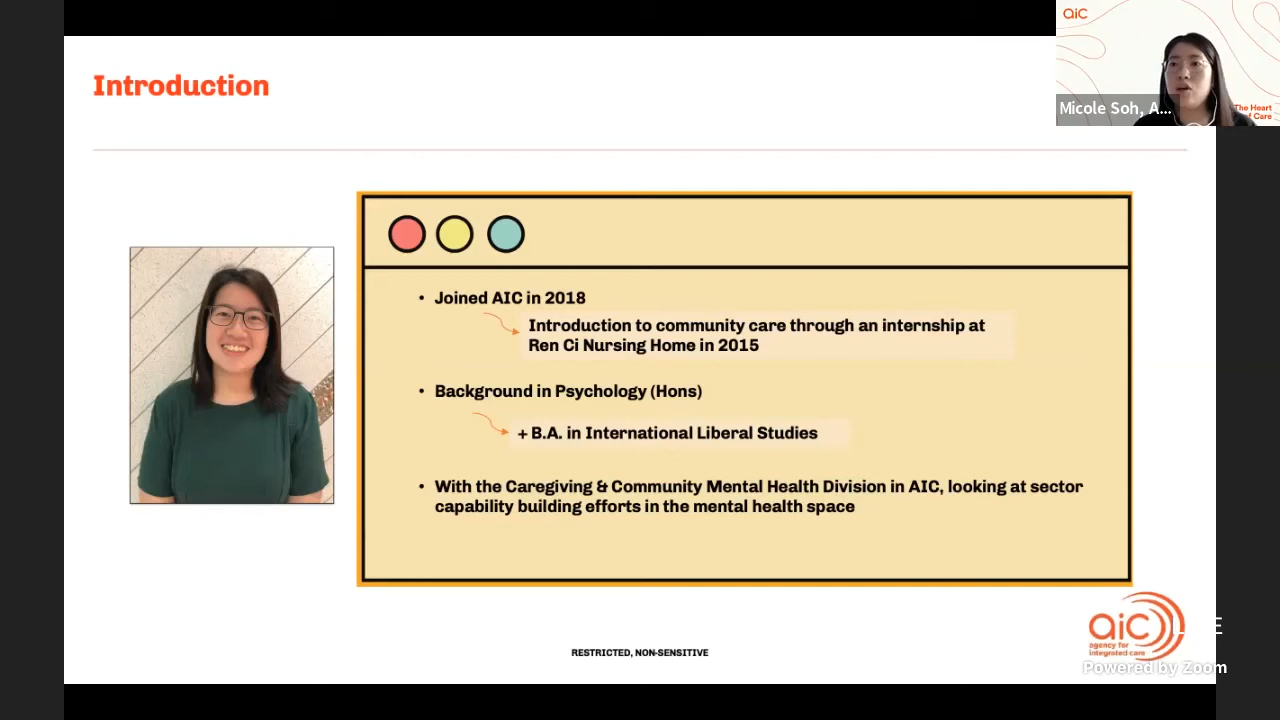 aic
Introduction
Micole Soh, A...
The Heart
of Care
• Joined AIC in 2018
Introduction to community care through an internship at
Ren Ci Nursing Home in 2015
• Background in Psychology (Hons)
+ B.A. in International Liberal Studies
• With the Caregiving & Community Mental Health Division in AIC, looking at sector
capability building efforts in the mental health space
aic
agency for
integrated care
RESTRICTED, NON-SENSITIVE
Powered by Zoom